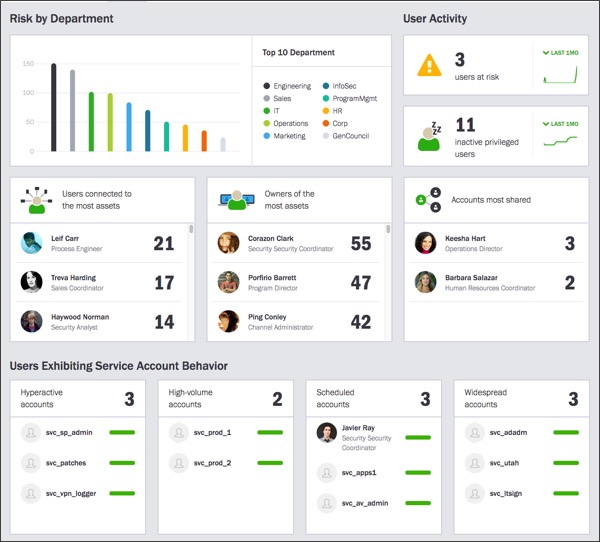 Risk by Department
150
100
50
0
Top 10 Department
Engineering
Sales
IT
Operations
Marketing
InfoSec
ProgramMgmt
HR
Corp
GenCouncil
User Activity
3
users at risk
LAST 1MO
11
inactive privileged
users
LAST 1MO
Users connected to
the most assets
Leif Carr
Process Engineer
21
Treva Harding
Sales Coordinator
17
Haywood Norman
Security Analyst
14
Owners of the
most assets
Corazon Clark
Security Security Coordinator
55
Porfirio Barrett
Program Director
47
Ping Conley
Channel Administrator
42
Accounts most shared
Keesha Hart
Operations Director
3
Barbara Salazar
Human Resources Coordinator
2
Users Exhibiting Service Account Behavior
Hyperactive
accounts
3
svc_sp_admin
svc_patches
svc_vpn_logger
High-volume
accounts
2
svc_prod_1
svc_prod_2
Scheduled
accounts
3
Javier Ray
Security Security
Coordinator
svc_apps1
svc_av_admin
Widespread
accounts
3
svc_adadm
svc_utah
svc_ltsign